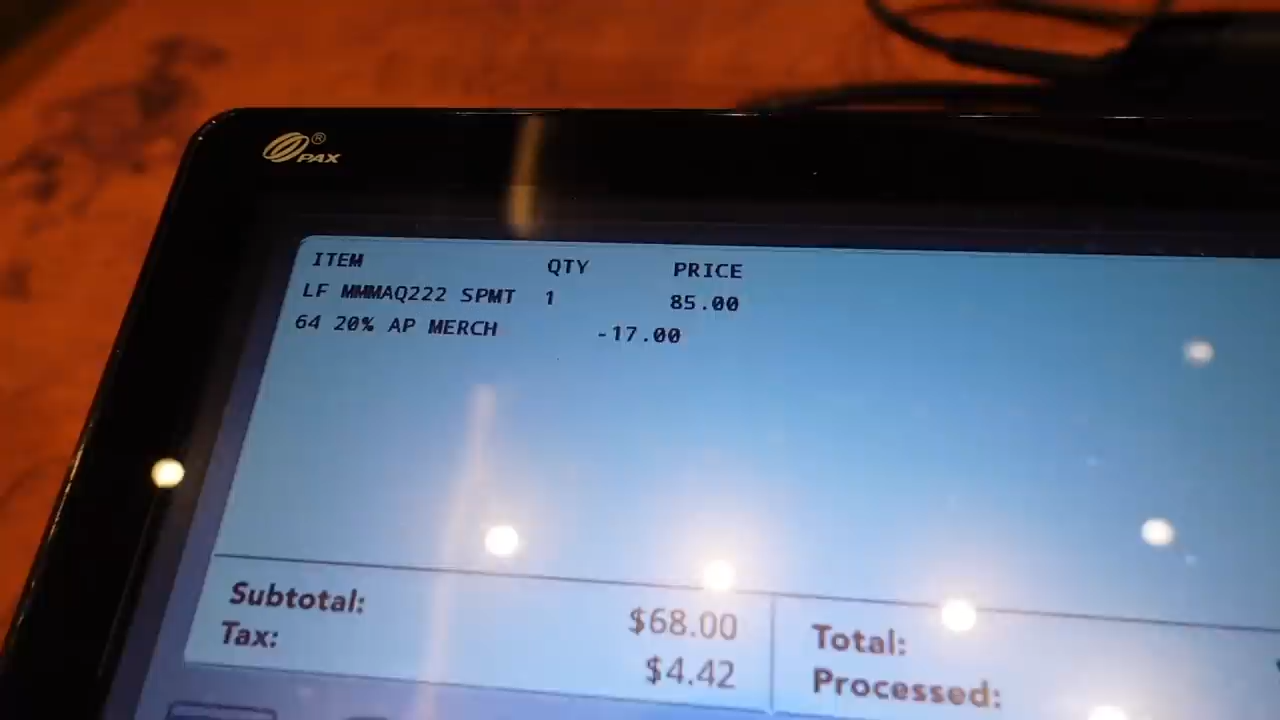 PAX®
ITEM QTY PRICE
LF MMMAQ222 SPMT 1 85.00
64 20% AP MERCH -17.00
Subtotal: $68.00
Tax: $4.42
Total:
Processed: